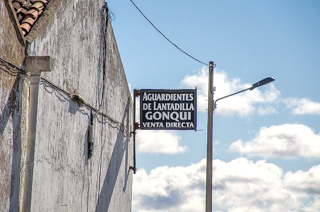 AGUARDIENTES
DE LANTADILLA
GONQUI
VENTA DIRECTA